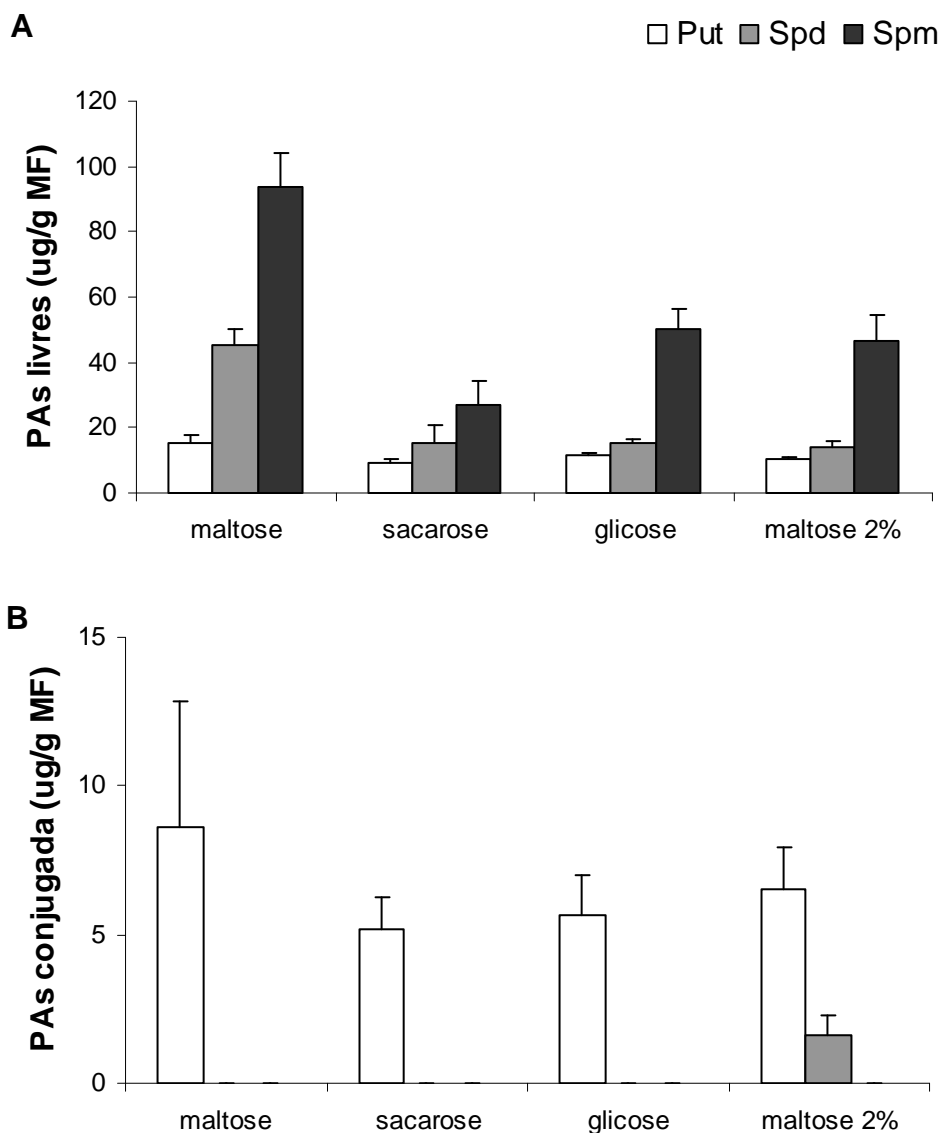 A
Put Spd Spm
PAs livres (ug/g MF)
120
100
80
60
40
20
0
maltose sacarose glicose maltose 2%
B
PAs conjugada (ug/g MF)
15
10
5
0
maltose sacarose glicose maltose 2%